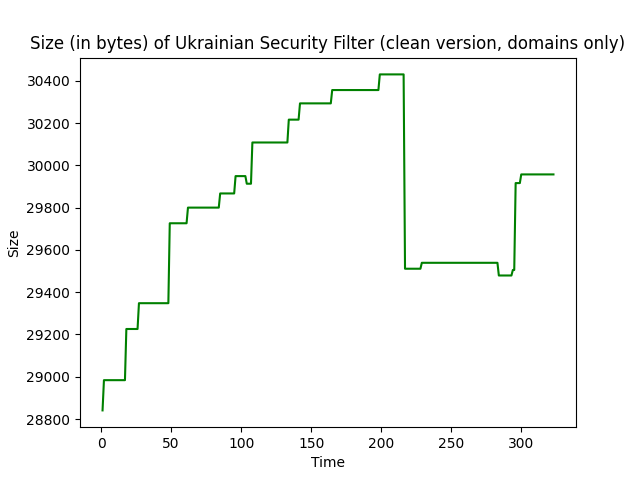 Size (in bytes) of Ukrainian Security Filter (clean version, domains only)
30400
30200
30000
29800
29600
29400
29200
29000
28800
Size
0 50 100 150 200 250 300
Time